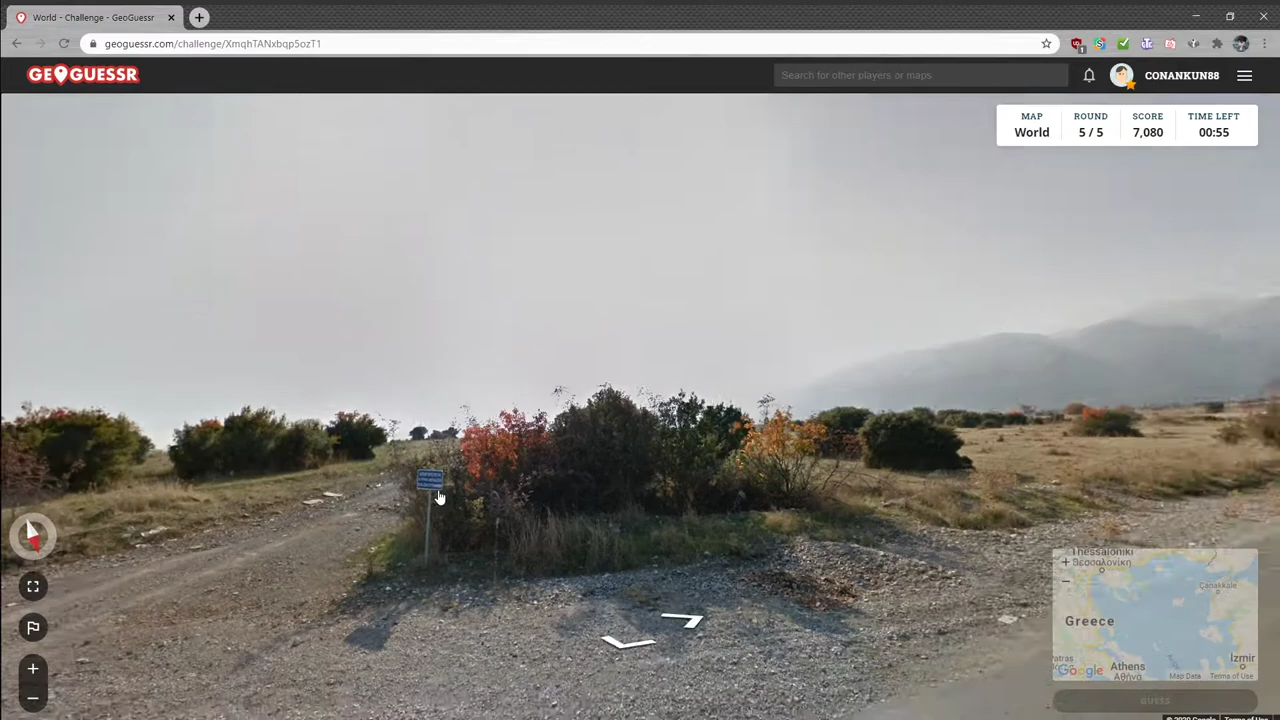 World - Challenge - GeoGuessr
geoguessr.com/challenge/XmqhTANxbqp5ozT1
GEOGUESSR
Search for other players or maps
CONANKUN88
MAP
World
ROUND
5 / 5
SCORE
7,080
TIME LEFT
00:55
Thessaloniki
Θεσσαλονίκη
Çanakkale
Greece
Patras
Athens
Αθήνα
İzmir
Google
Map Data
Terms of Use
GUESS
© 2020 Google
Terms of Use